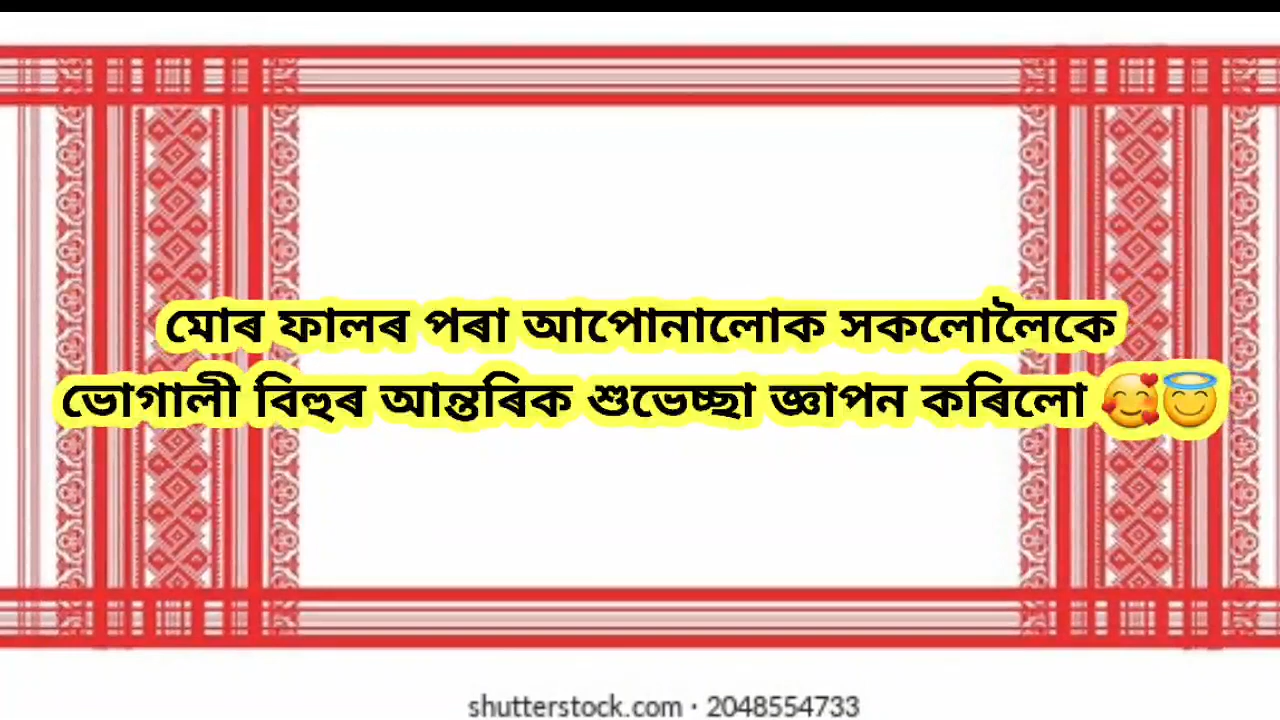 মোৰ ফালৰ পৰা আপোনালোক সকলোলৈকে
ভোগালী বিহুৰ আন্তৰিক শুভেচ্ছা জ্ঞাপন কৰিলো 🥰😇
shutterstock.com · 2048554733